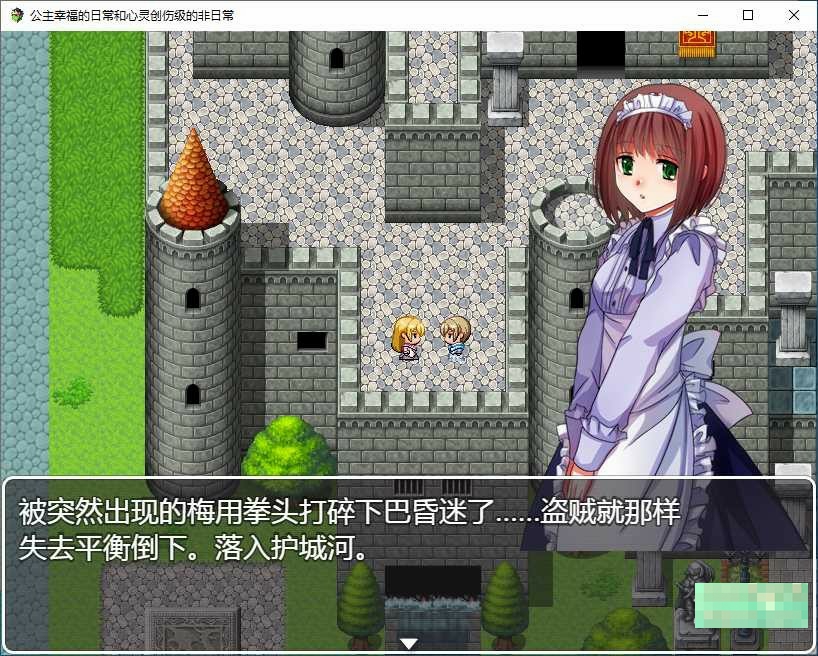 公主幸福的日常和心灵创伤级的非日常
被突然出现的梅用拳头打碎下巴昏迷了......盗贼就那样
失去平衡倒下。落入护城河。